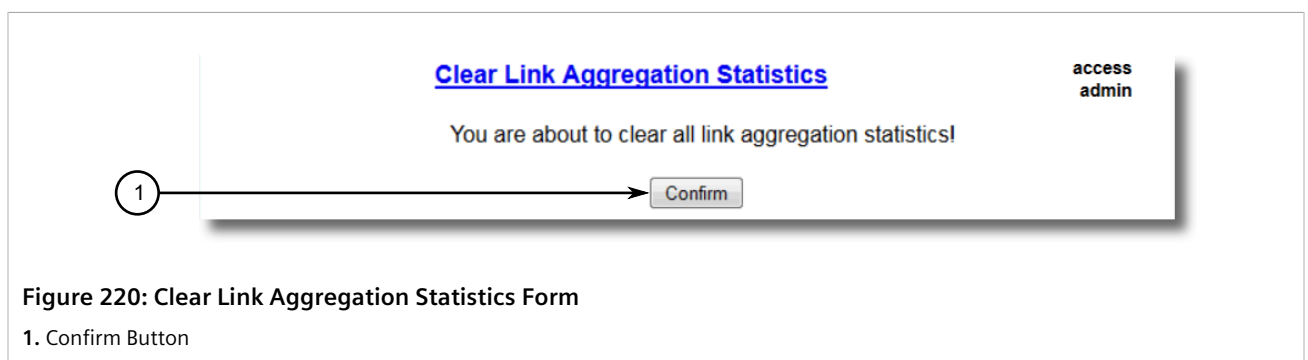 Clear Link Aggregation Statistics
access
admin
You are about to clear all link aggregation statistics!
1
Confirm
Figure 220: Clear Link Aggregation Statistics Form
1. Confirm Button